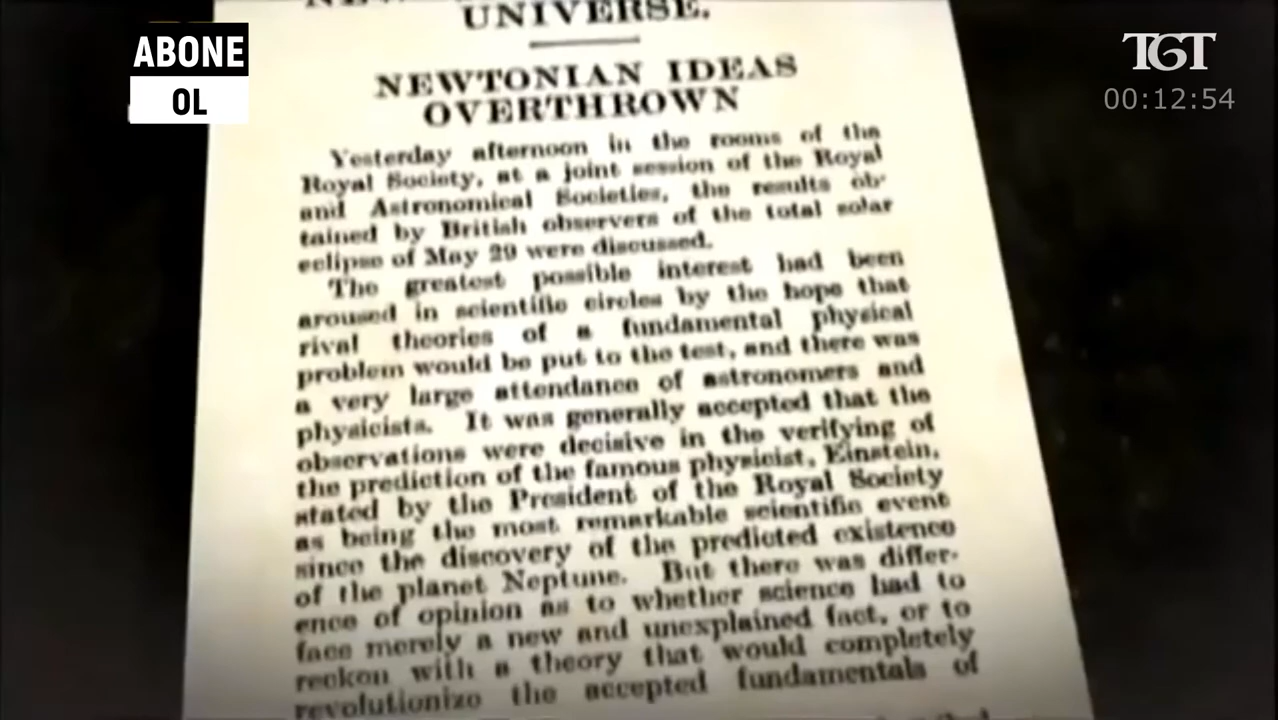 ABONE
OL
TGT
00:12:54
UNIVERSE.
NEWTONIAN IDEAS
OVERTHROWN
Yesterday afternoon in the rooms of the
Royal Society, at a joint session of the Royal
and Astronomical Societies, the results ob-
tained by British observers of the total solar
eclipse of May 29 were discussed.
The greatest possible interest had been
aroused in scientific circles by the hope that
rival theories of a fundamental physical
problem would be put to the test, and there was
a very large attendance of astronomers and
physicists. It was generally accepted that the
observations were decisive in the verifying of
the prediction of the famous physicist, Einstein,
stated by the President of the Royal Society
as being the most remarkable scientific event
since the discovery of the predicted existence
of the planet Neptune. But there was differ-
ence of opinion as to whether science had to
face merely a new and unexplained fact, or to
reckon with a theory that would completely
revolutionize the accepted fundamentals of